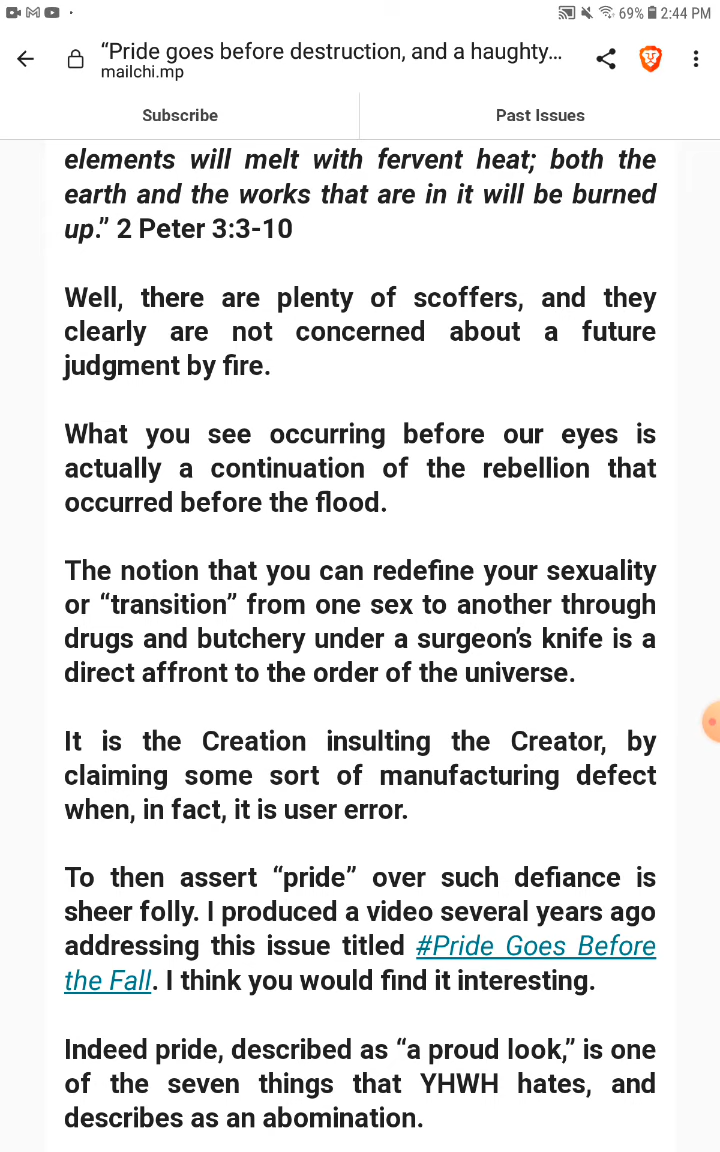 69% 2:44 PM
“Pride goes before destruction, and a haughty...
mailchi.mp
Subscribe
Past Issues
elements will melt with fervent heat; both the
earth and the works that are in it will be burned
up.” 2 Peter 3:3-10
Well, there are plenty of scoffers, and they
clearly are not concerned about a future
judgment by fire.
What you see occurring before our eyes is
actually a continuation of the rebellion that
occurred before the flood.
The notion that you can redefine your sexuality
or “transition” from one sex to another through
drugs and butchery under a surgeon’s knife is a
direct affront to the order of the universe.
It is the Creation insulting the Creator, by
claiming some sort of manufacturing defect
when, in fact, it is user error.
To then assert “pride” over such defiance is
sheer folly. I produced a video several years ago
addressing this issue titled #Pride Goes Before
the Fall. I think you would find it interesting.
Indeed pride, described as “a proud look,” is one
of the seven things that YHWH hates, and
describes as an abomination.